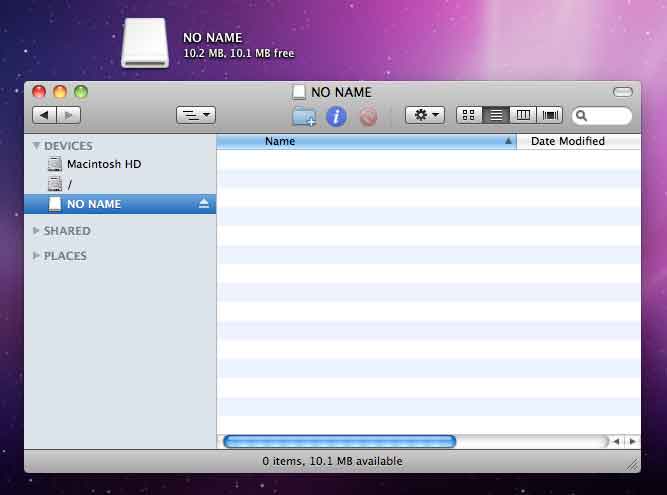 NO NAME
10.2 MB, 10.1 MB free
NO NAME
Name Date Modified
DEVICES
Macintosh HD
/
NO NAME
SHARED
PLACES
0 items, 10.1 MB available